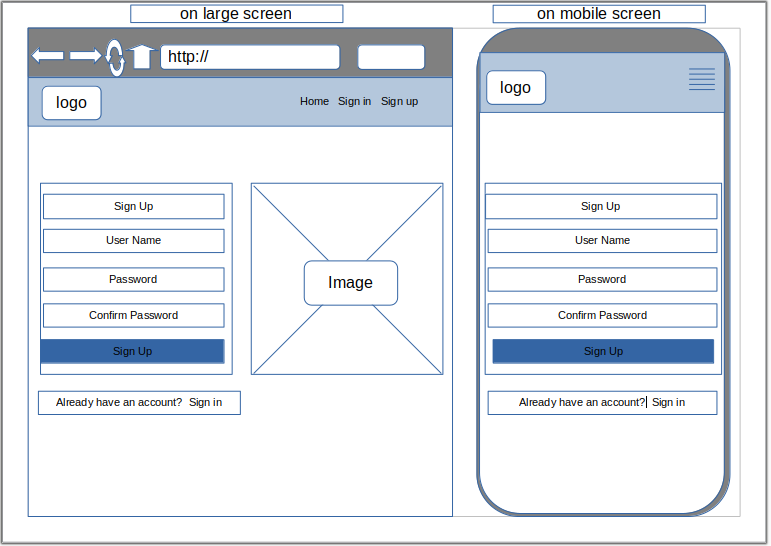 on large screen
on mobile screen
http://
logo
Home Sign in Sign up
Sign Up
User Name
Password
Confirm Password
Sign Up
Already have an account? Sign in
Image
logo
Sign Up
User Name
Password
Confirm Password
Sign Up
Already have an account? Sign in